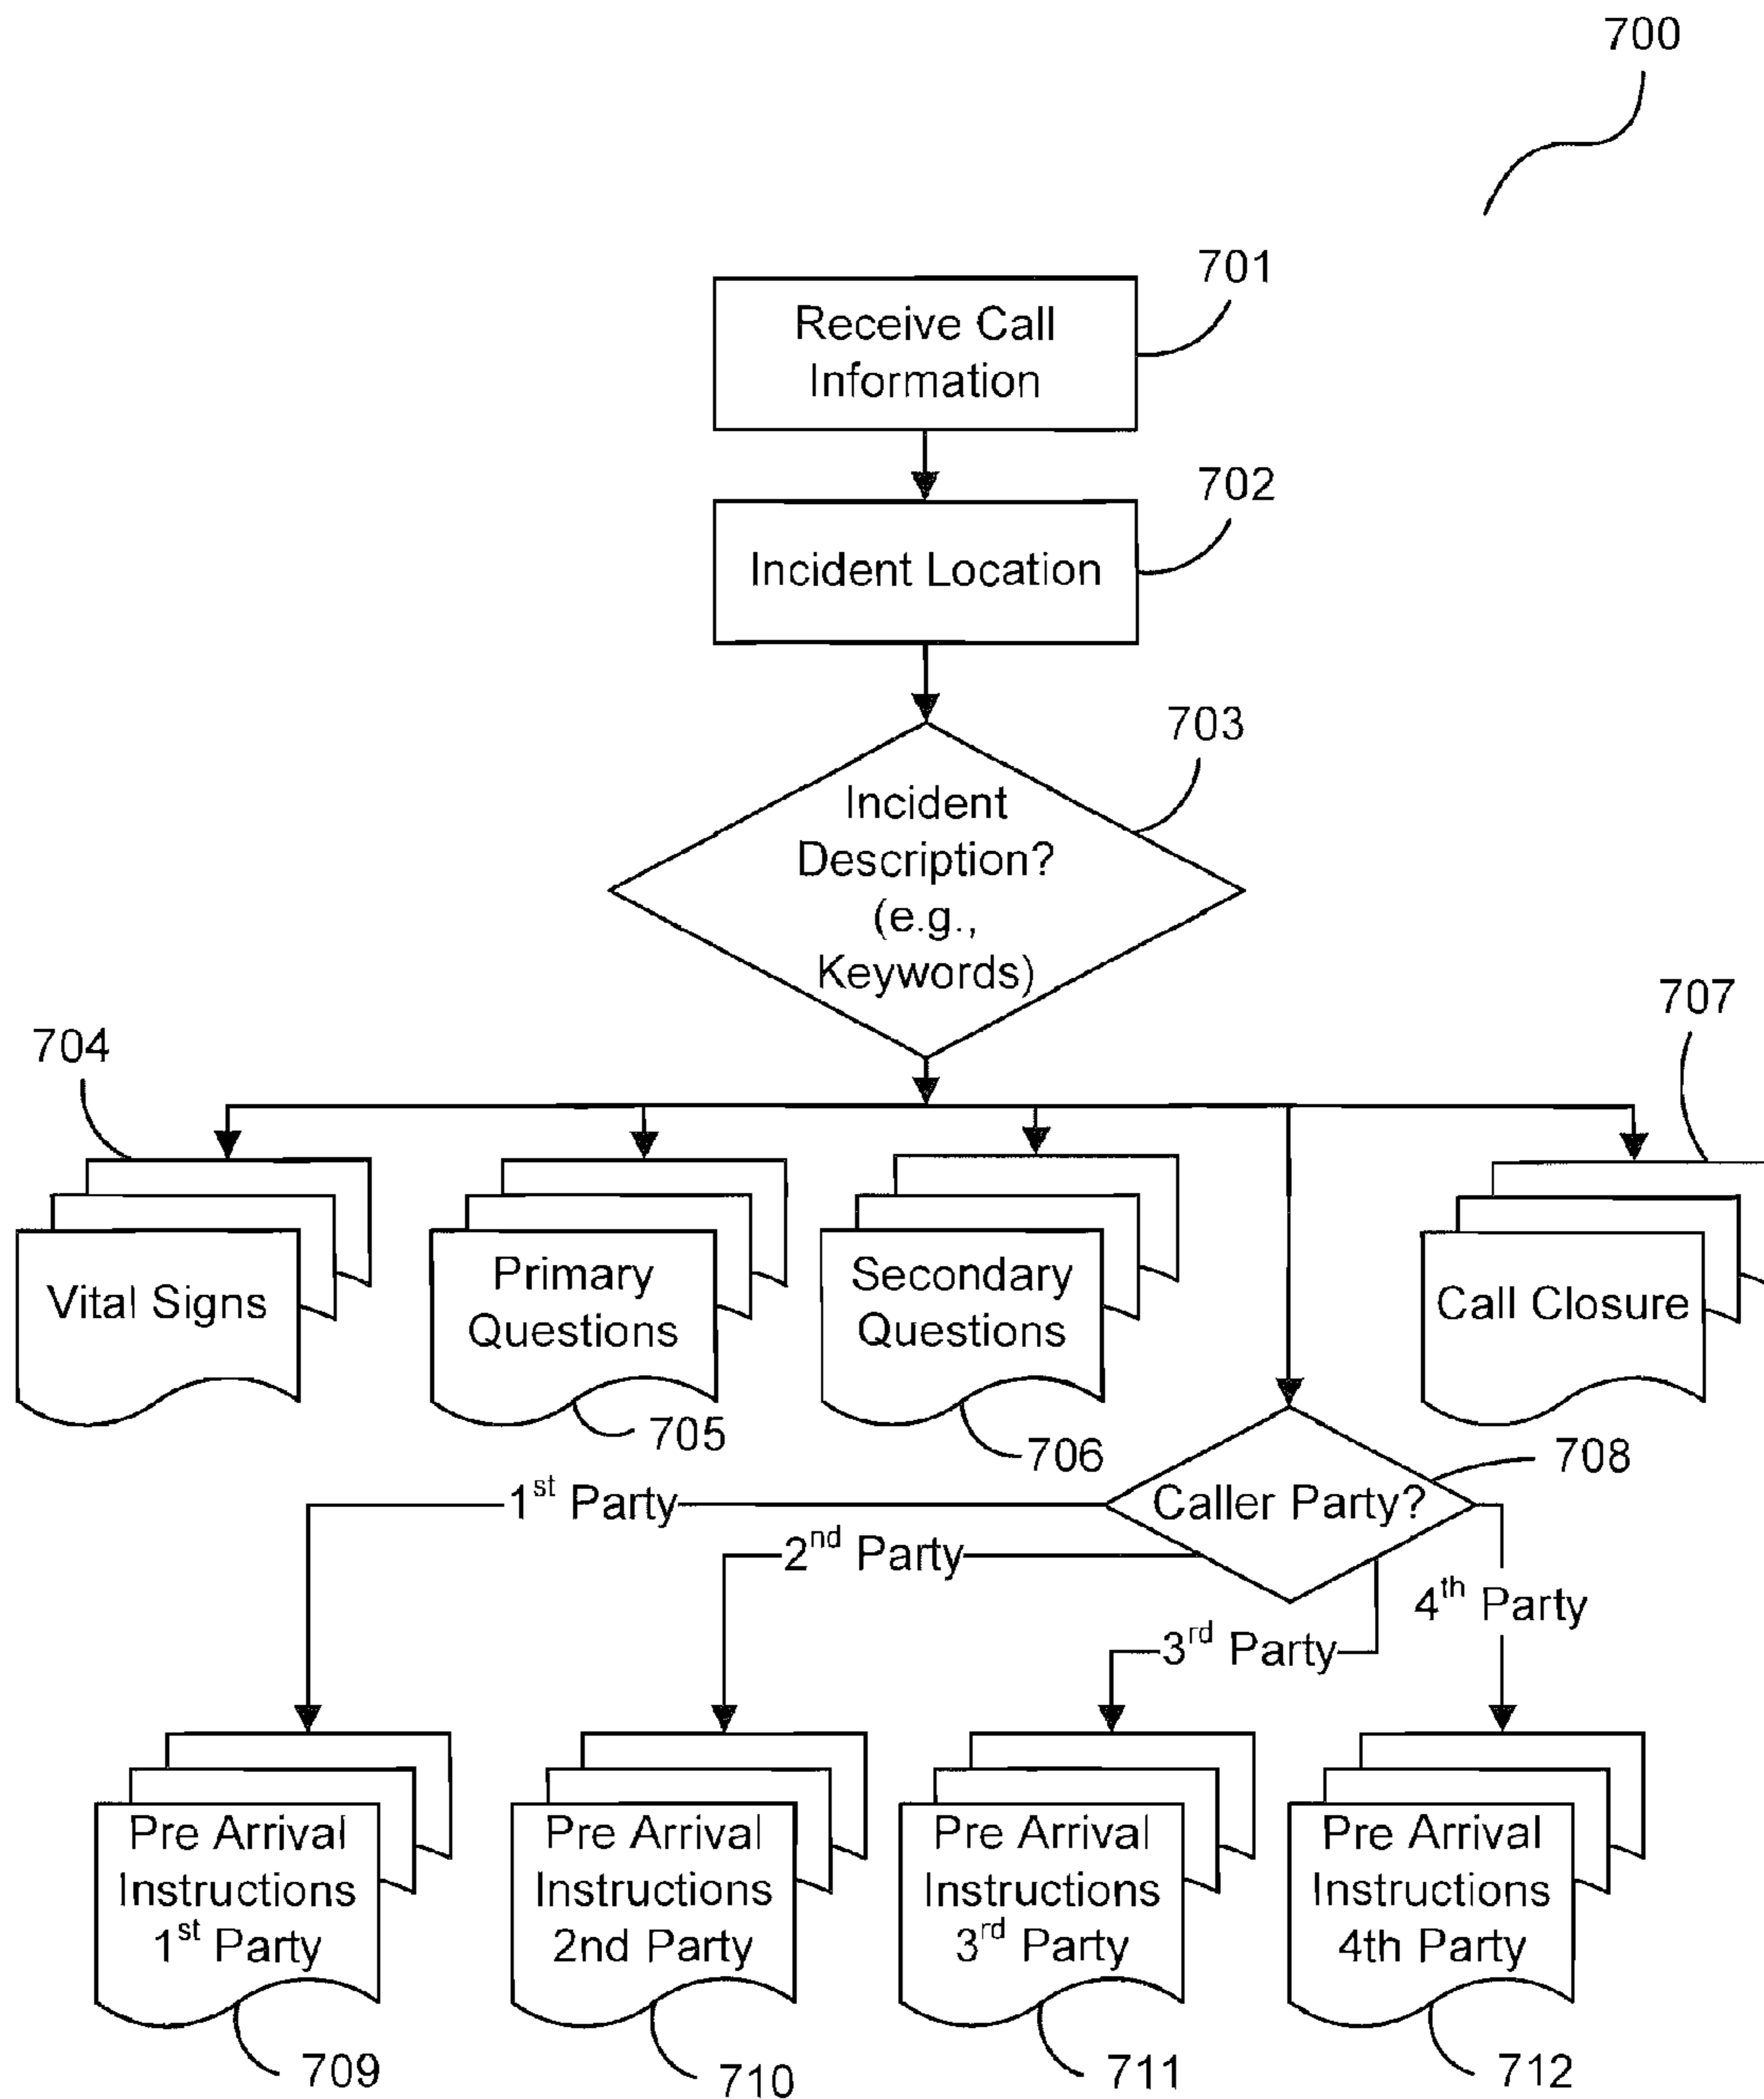 700
701
Receive Call
Information
702
Incident Location
703
Incident
Description?
(e.g.,
Keywords)
704
707
Vital Signs
Primary
Questions
Secondary
Questions
Call Closure
705
706
708
Caller Party?
1st Party
2nd Party
3rd Party
4th Party
Pre Arrival
Instructions
1st Party
Pre Arrival
Instructions
2nd Party
Pre Arrival
Instructions
3rd Party
Pre Arrival
Instructions
4th Party
709
710
711
712